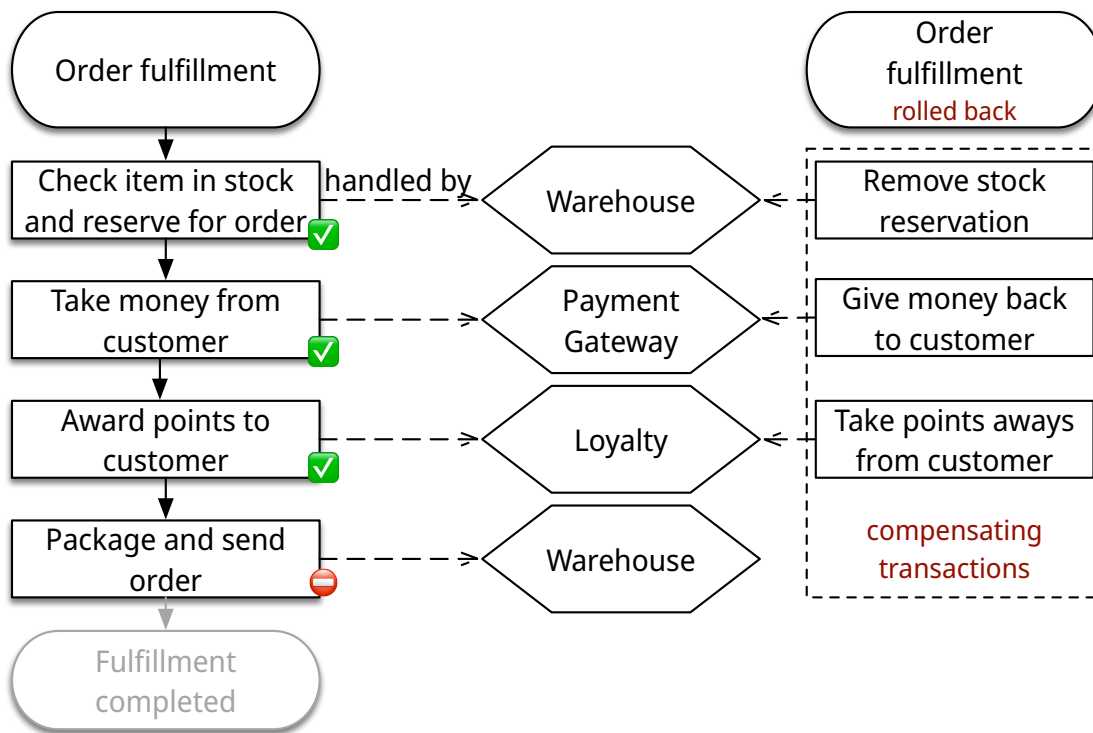 Order fulfillment
Order
fulfillment
rolled back
Check item in stock
and reserve for order
handled by
Warehouse
Remove stock
reservation
Take money from
customer
Payment
Gateway
Give money back
to customer
Award points to
customer
Loyalty
Take points aways
from customer
Package and send
order
Warehouse
compensating
transactions
Fulfillment
completed